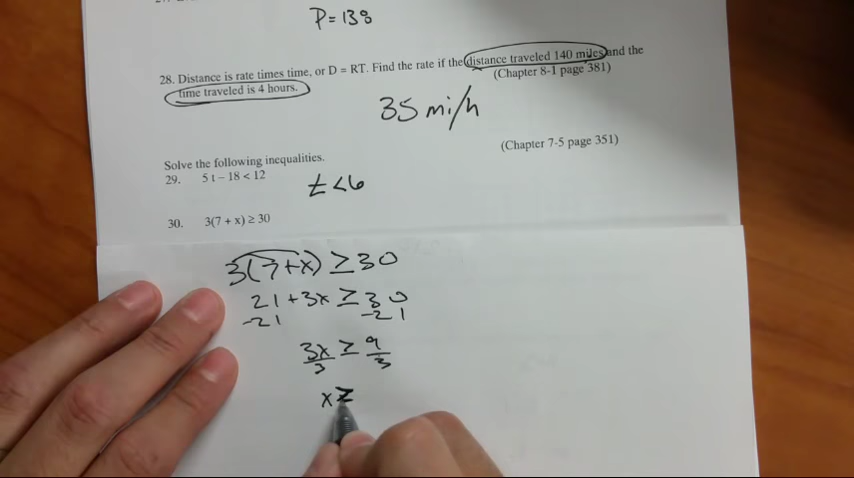 P = 138
28. Distance is rate times time, or D = RT. Find the rate if the distance traveled 140 miles and the
time traveled is 4 hours. (Chapter 8-1 page 381)
35 mi/h
Solve the following inequalities. (Chapter 7-5 page 351)
29. 5 t – 18 < 12 t < 6
30. 3(7 + x) ≥ 30
3(7+x) ≥ 30
21 + 3x ≥ 30
-21 -21
3x ≥ 9
3 3
x ≥